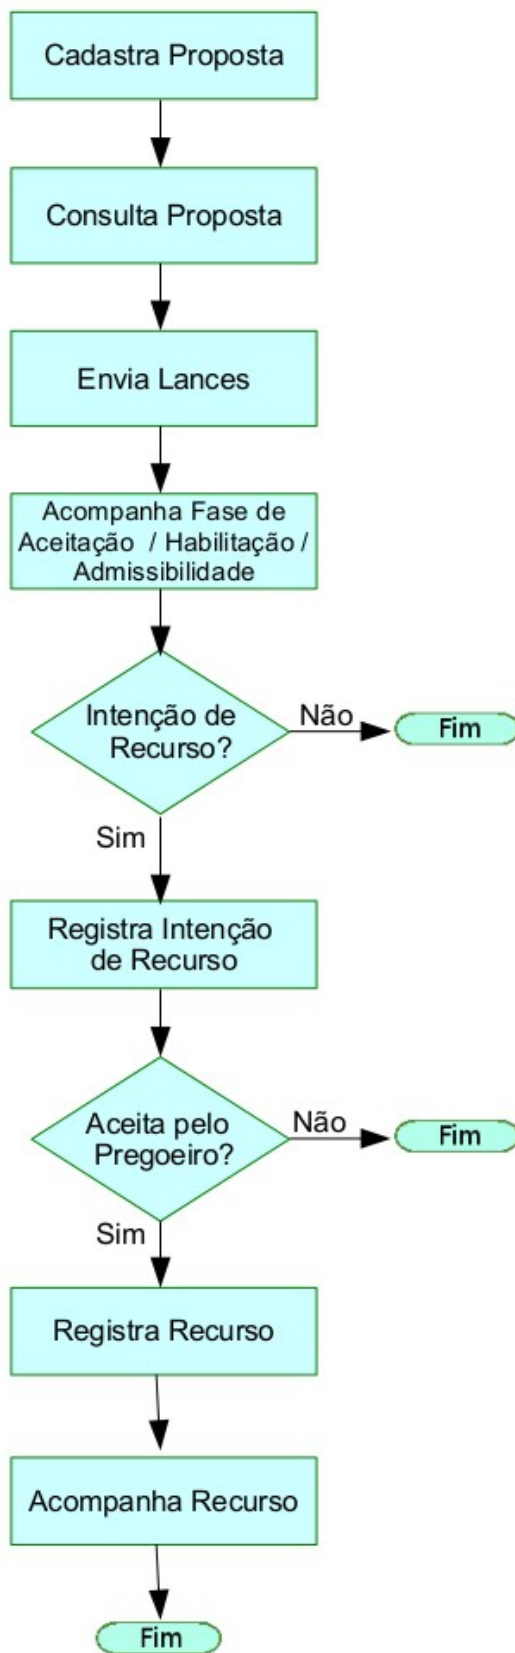 Cadastra Proposta
Consulta Proposta
Envia Lances
Acompanha Fase de
Aceitação / Habilitação /
Admissibilidade
Intenção de
Recurso?
Não
Fim
Sim
Registra Intenção
de Recurso
Aceita pelo
Pregoeiro?
Não
Fim
Sim
Registra Recurso
Acompanha Recurso
Fim